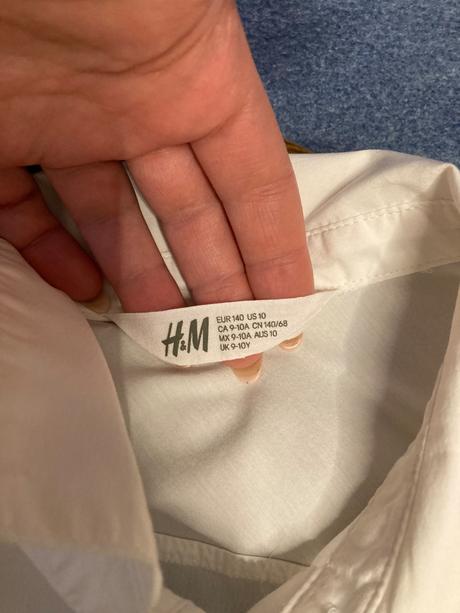 H&M
EUR 140 US 10
CA 9-10A CN 140/68
MX 9-10A AUS 10
UK 9-10Y